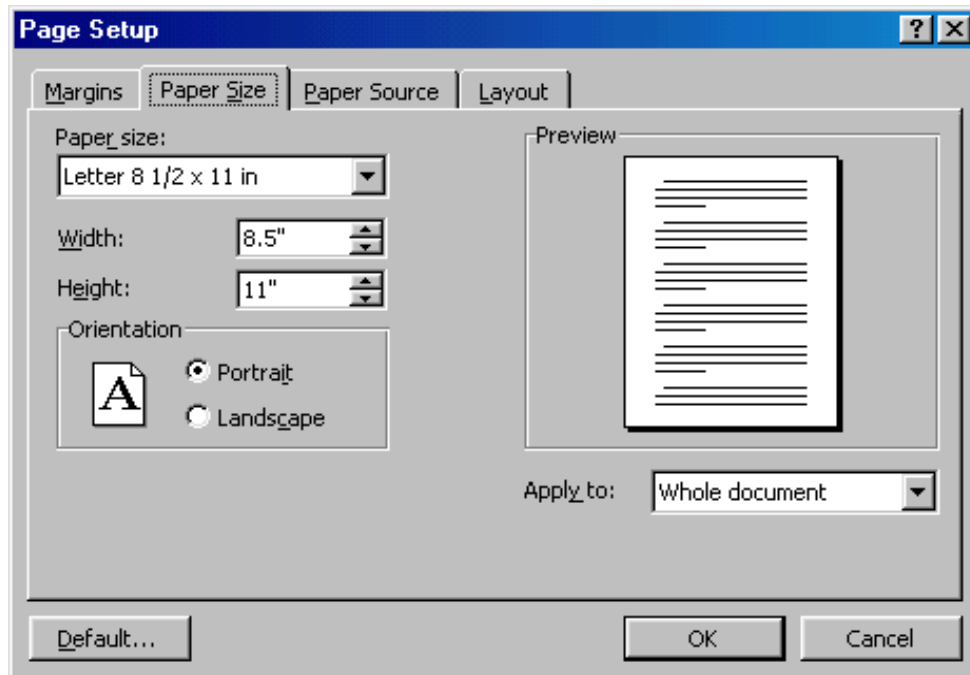 Page Setup
Margins Paper Size Paper Source Layout
Paper size:
Letter 8 1/2 x 11 in
Width: 8.5"
Height: 11"
Orientation
A
Portrait
Landscape
Preview
Apply to: Whole document
Default... OK Cancel